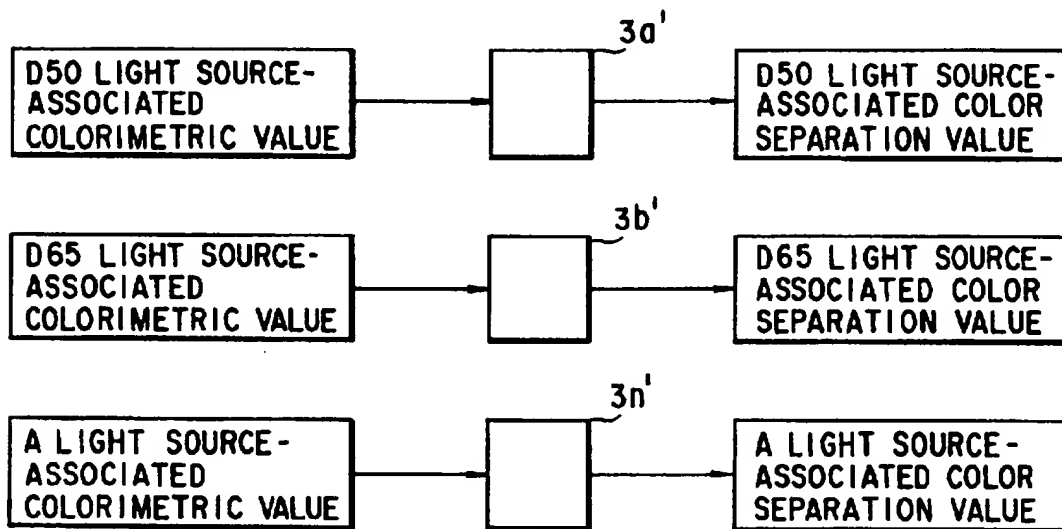 3a'
D50 LIGHT SOURCE-
ASSOCIATED
COLORIMETRIC VALUE
D50 LIGHT SOURCE-
ASSOCIATED COLOR
SEPARATION VALUE
3b'
D65 LIGHT SOURCE-
ASSOCIATED
COLORIMETRIC VALUE
D65 LIGHT SOURCE-
ASSOCIATED COLOR
SEPARATION VALUE
3n'
A LIGHT SOURCE-
ASSOCIATED
COLORIMETRIC VALUE
A LIGHT SOURCE-
ASSOCIATED COLOR
SEPARATION VALUE